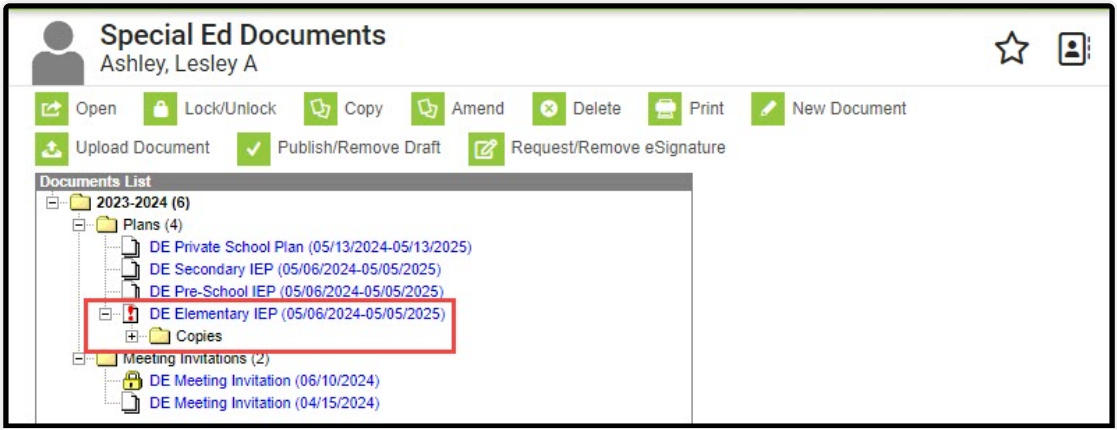 Special Ed Documents
Ashley, Lesley A
Open Lock/Unlock Copy Amend Delete Print New Document
Upload Document Publish/Remove Draft Request/Remove eSignature
Documents List
2023-2024 (6)
Plans (4)
DE Private School Plan (05/13/2024-05/13/2025)
DE Secondary IEP (05/06/2024-05/05/2025)
DE Pre-School IEP (05/06/2024-05/05/2025)
DE Elementary IEP (05/06/2024-05/05/2025)
Copies
Meeting Invitations (2)
DE Meeting Invitation (06/10/2024)
DE Meeting Invitation (04/15/2024)